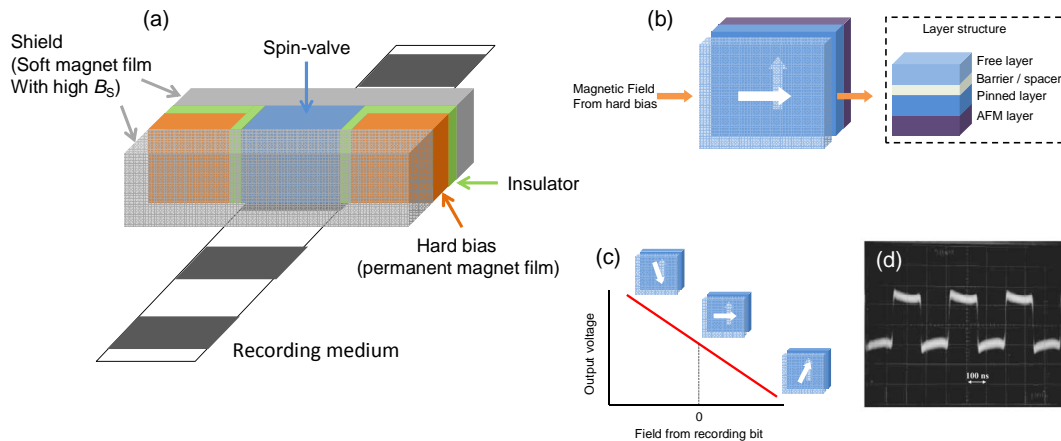 (a)
Shield
(Soft magnet film
With high Bs)
Spin-valve
Insulator
Hard bias
(permanent magnet film)
Recording medium
(b)
Magnetic Field
From hard bias
Layer structure
Free layer
Barrier / spacer
Pinned layer
AFM layer
(c)
Output voltage
0
Field from recording bit
(d)
100 ns